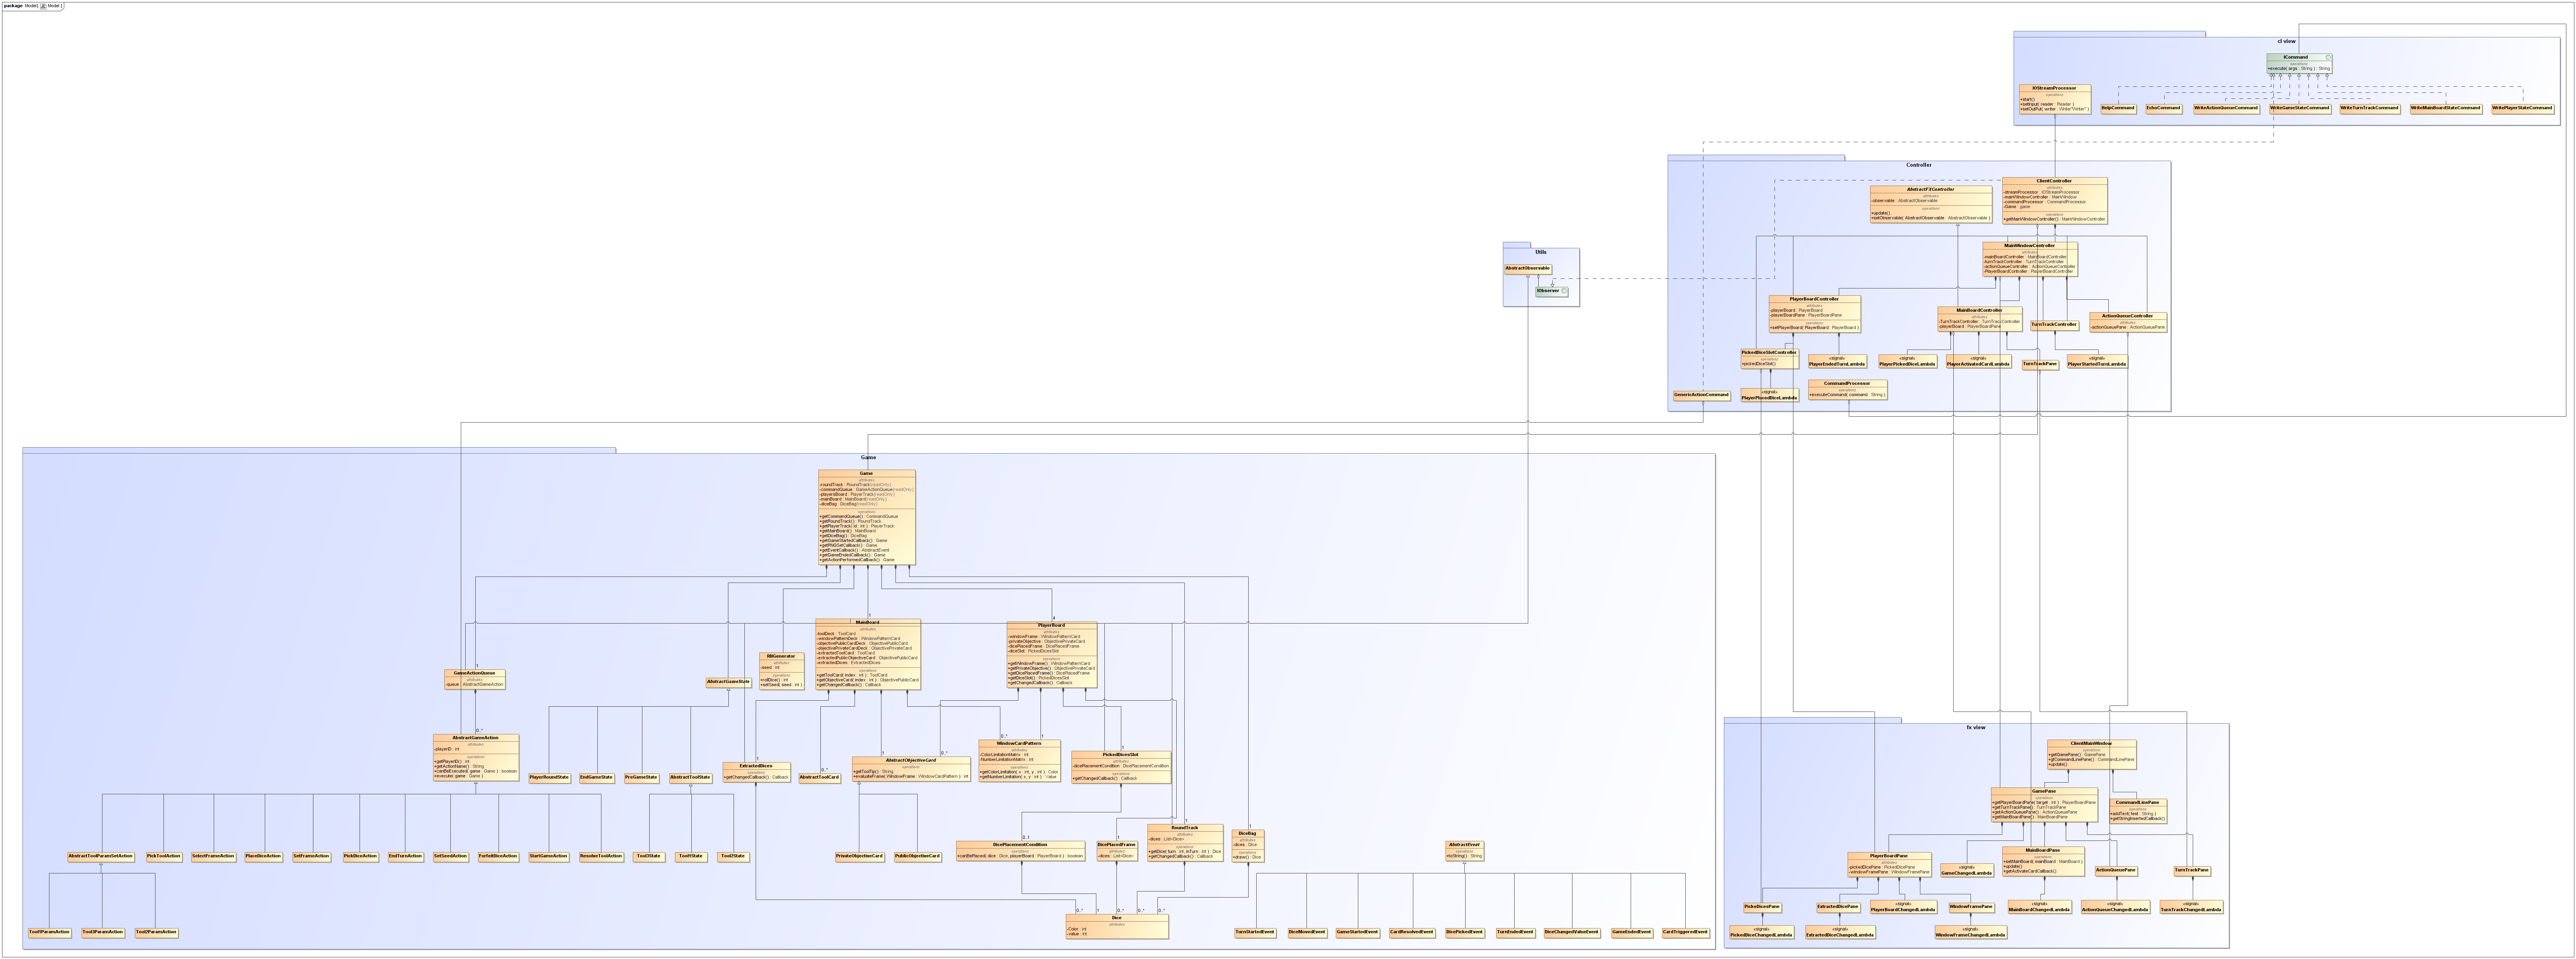 package Model[ Model ]
cl view
ICommand
operations
+execute( args : String ) : String
IOStreamProcessor
operations
+start()
+setInput( reader : Reader )
+setOutPut( writer : Writer"Writer" )
HelpCommand
EchoCommand
WriteActionQueueCommand
WriteGameStateCommand
WriteTurnTrackCommand
WriteMainBoardStateCommand
WritePlayerStateCommand
Controller
AbstractFXController
attributes
-observable : AbstractObservable
operations
+update()
+setObservable( AbstractObservable : AbstractObservable )
ClientController
attributes
-streamProcessor : IOStreamProcessor
-mainWindowController : MainWindow
-commandProcessor : CommandProcessor
-Game : game
operations
+getMainWindowController() : MainWindowController
MainWindowController
attributes
-mainBoardController : MainBoardController
-turnTrackController : TurnTrackController
-actionQueueController : ActionQueueController
-PlayerBoardController : PlayerBoardController
PlayerBoardController
attributes
-playerBoard : PlayerBoard
-playerBoardPane : PlayerBoardPane
operations
+setPlayerBoard( PlayerBoard : PlayerBoard )
MainBoardController
attributes
-TurnTrackController : TurnTrackController
-playerBoard : PlayerBoardPane
TurnTrackController
ActionQueueController
attributes
-actionQueuePane : ActionQueuePane
PickedDiceSlotController
operations
+pickedDiceSlot()
«signal»
PlayerEndedTurnLambda
«signal»
PlayerPickedDiceLambda
«signal»
PlayerActivatedCardLambda
TurnTrackPane
«signal»
PlayerStartedTurnLambda
GenericActionCommand
«signal»
PlayerPlacedDiceLambda
CommandProcessor
operations
+executeCommand( command : String )
Utils
AbstractObservable
IObserver
Game
Game
attributes
-roundTrack : RoundTrack{readOnly}
-commandQueue : GameActionQueue{readOnly}
-playersBoard : PlayerTrack{readOnly}
-mainBoard : MainBoard{readOnly}
-diceBag : DiceBag{readOnly}
operations
+getCommandQueue() : CommandQueue
+getRoundTrack() : RoundTrack
+getPlayerTrack( id : int ) : PlayerTrack
+getMainBoard() : MainBoard
+getDiceBag() : DiceBag
+getGameStartedCallback() : Game
+getRNGSetCallback() : Game
+getEventCallback() : AbstractEvent
+getGameEndedCallback() : Game
+getActionPerformedCallback() : Game
GameActionQueue
attributes
-queue : AbstractGameAction
AbstractGameState
RNGenerator
attributes
-seed : int
operations
+rollDice() : int
+setSeed( seed : int )
MainBoard
attributes
-toolDeck : ToolCard
-windowPatternDeck : WindowPatternCard
-objectivePublicCardDeck : ObjectivePublicCard
-objectivePrivateCardDeck : ObjectivePrivateCard
-extractedToolCard : ToolCard
-extractedPublicObjectiveCard : ObjectivePublicCard
-extractedDices : ExtractedDices
operations
+getToolCard( index : int ) : ToolCard
+getObjectiveCard( index : int ) : ObjectivePublicCard
+getChangedCallback() : Callback
PlayerBoard
attributes
-windowFrame : WindowPatternCard
-privateObjective : ObjectivePrivateCard
-dicePlacedFrame : DicePlacedFrame
-diceSlot : PickedDicesSlot
operations
+getWindowFrame() : WindowPatternCard
+getPrivateObjective() : ObjectivePrivateCard
+getDicePlacedFrame() : DicePlacedFrame
+getDiceSlot() : PickedDicesSlot
+getChangedCallback() : Callback
AbstractGameAction
attributes
-playerID : int
operations
+getPlayerID() : int
+getActionName() : String
+canBeExecuted( game : Game ) : boolean
+execute( game : Game )
PlayerRoundState
EndGameState
PreGameState
AbstractToolState
ExtractedDices
operations
+getChangedCallback() : Callback
AbstractToolCard
AbstractObjectiveCard
operations
+getToolTip() : String
+evaluateFrame( WindowFrame : WindowCardPattern ) : int
WindowCardPattern
attributes
-ColorLimitationMatrix : int
-NumberLimitationMatrix : int
operations
+getColorLimitation( x : int, y : int ) : Color
+getNumberLimitation( x, y : int ) : Value
PickedDicesSlot
attributes
-dicePlacementCondition : DicePlacementCondition
operations
+getChangedCallback() : Callback
AbstractToolParamSetAction
PickToolAction
SelectFrameAction
PlaceDiceAction
SetFrameAction
PickDiceAction
EndTurnAction
SetSeedAction
ForfeitDiceAction
StartGameAction
ResolveToolAction
Tool3State
Tool1State
Tool2State
PrivateObjectiveCard
PublicObjectiveCard
DicePlacementCondition
operations
+canBePlaced( dice : Dice, playerBoard : PlayerBoard ) : boolean
DicePlacedFrame
attributes
-dices : List<Dice>
RoundTrack
attributes
-dices : List<Dice>
operations
+getDice( turn : int, inTurn : int ) : Dice
+getChangedCallback() : Callback
DiceBag
attributes
-dices : Dice
operations
+draw() : Dice
AbstractEvent
+toString() : String
Tool1ParamAction
Tool3ParamAction
Tool2ParamAction
Dice
attributes
-Color : int
-value : int
TurnStartedEvent
DiceMovedEvent
GameStartedEvent
CardResolvedEvent
DicePickedEvent
TurnEndedEvent
DiceChangedValueEvent
GameEndedEvent
CardTriggeredEvent
fx view
ClientMainWindow
operations
+getGamePane() : GamePane
+gtCommandLinePane() : CommandLinePane
+update()
GamePane
operations
+getPlayerBoardPane( target : int ) : PlayerBoardPane
+getTurnTrackPane() : TurnTrackPane
+getActionQueuePane() : ActionQueuePane
+getMainBoardPane() : MainBoardPane
CommandLinePane
operations
+addText( text : String )
+getStringInsertedCallback()
PlayerBoardPane
attributes
-pickedDicePane : PickedDicePane
-windowFramePane : WindowFramePane
«signal»
GameChangedLambda
MainBoardPane
operations
+setMainBoard( mainBoard : MainBoard )
+update()
+getActivateCardCallback()
ActionQueuePane
TurnTrackPane
PickeDicesPane
ExtractedDicePane
«signal»
PlayerBoardChangedLambda
WindowFramePane
«signal»
MainBoardChangedLambda
«signal»
ActionQueueChangedLambda
«signal»
TurnTrackChangedLambda
«signal»
PickedDiceChangedLambda
«signal»
ExtractedDiceChangedLambda
«signal»
WindowFrameChangedLambda